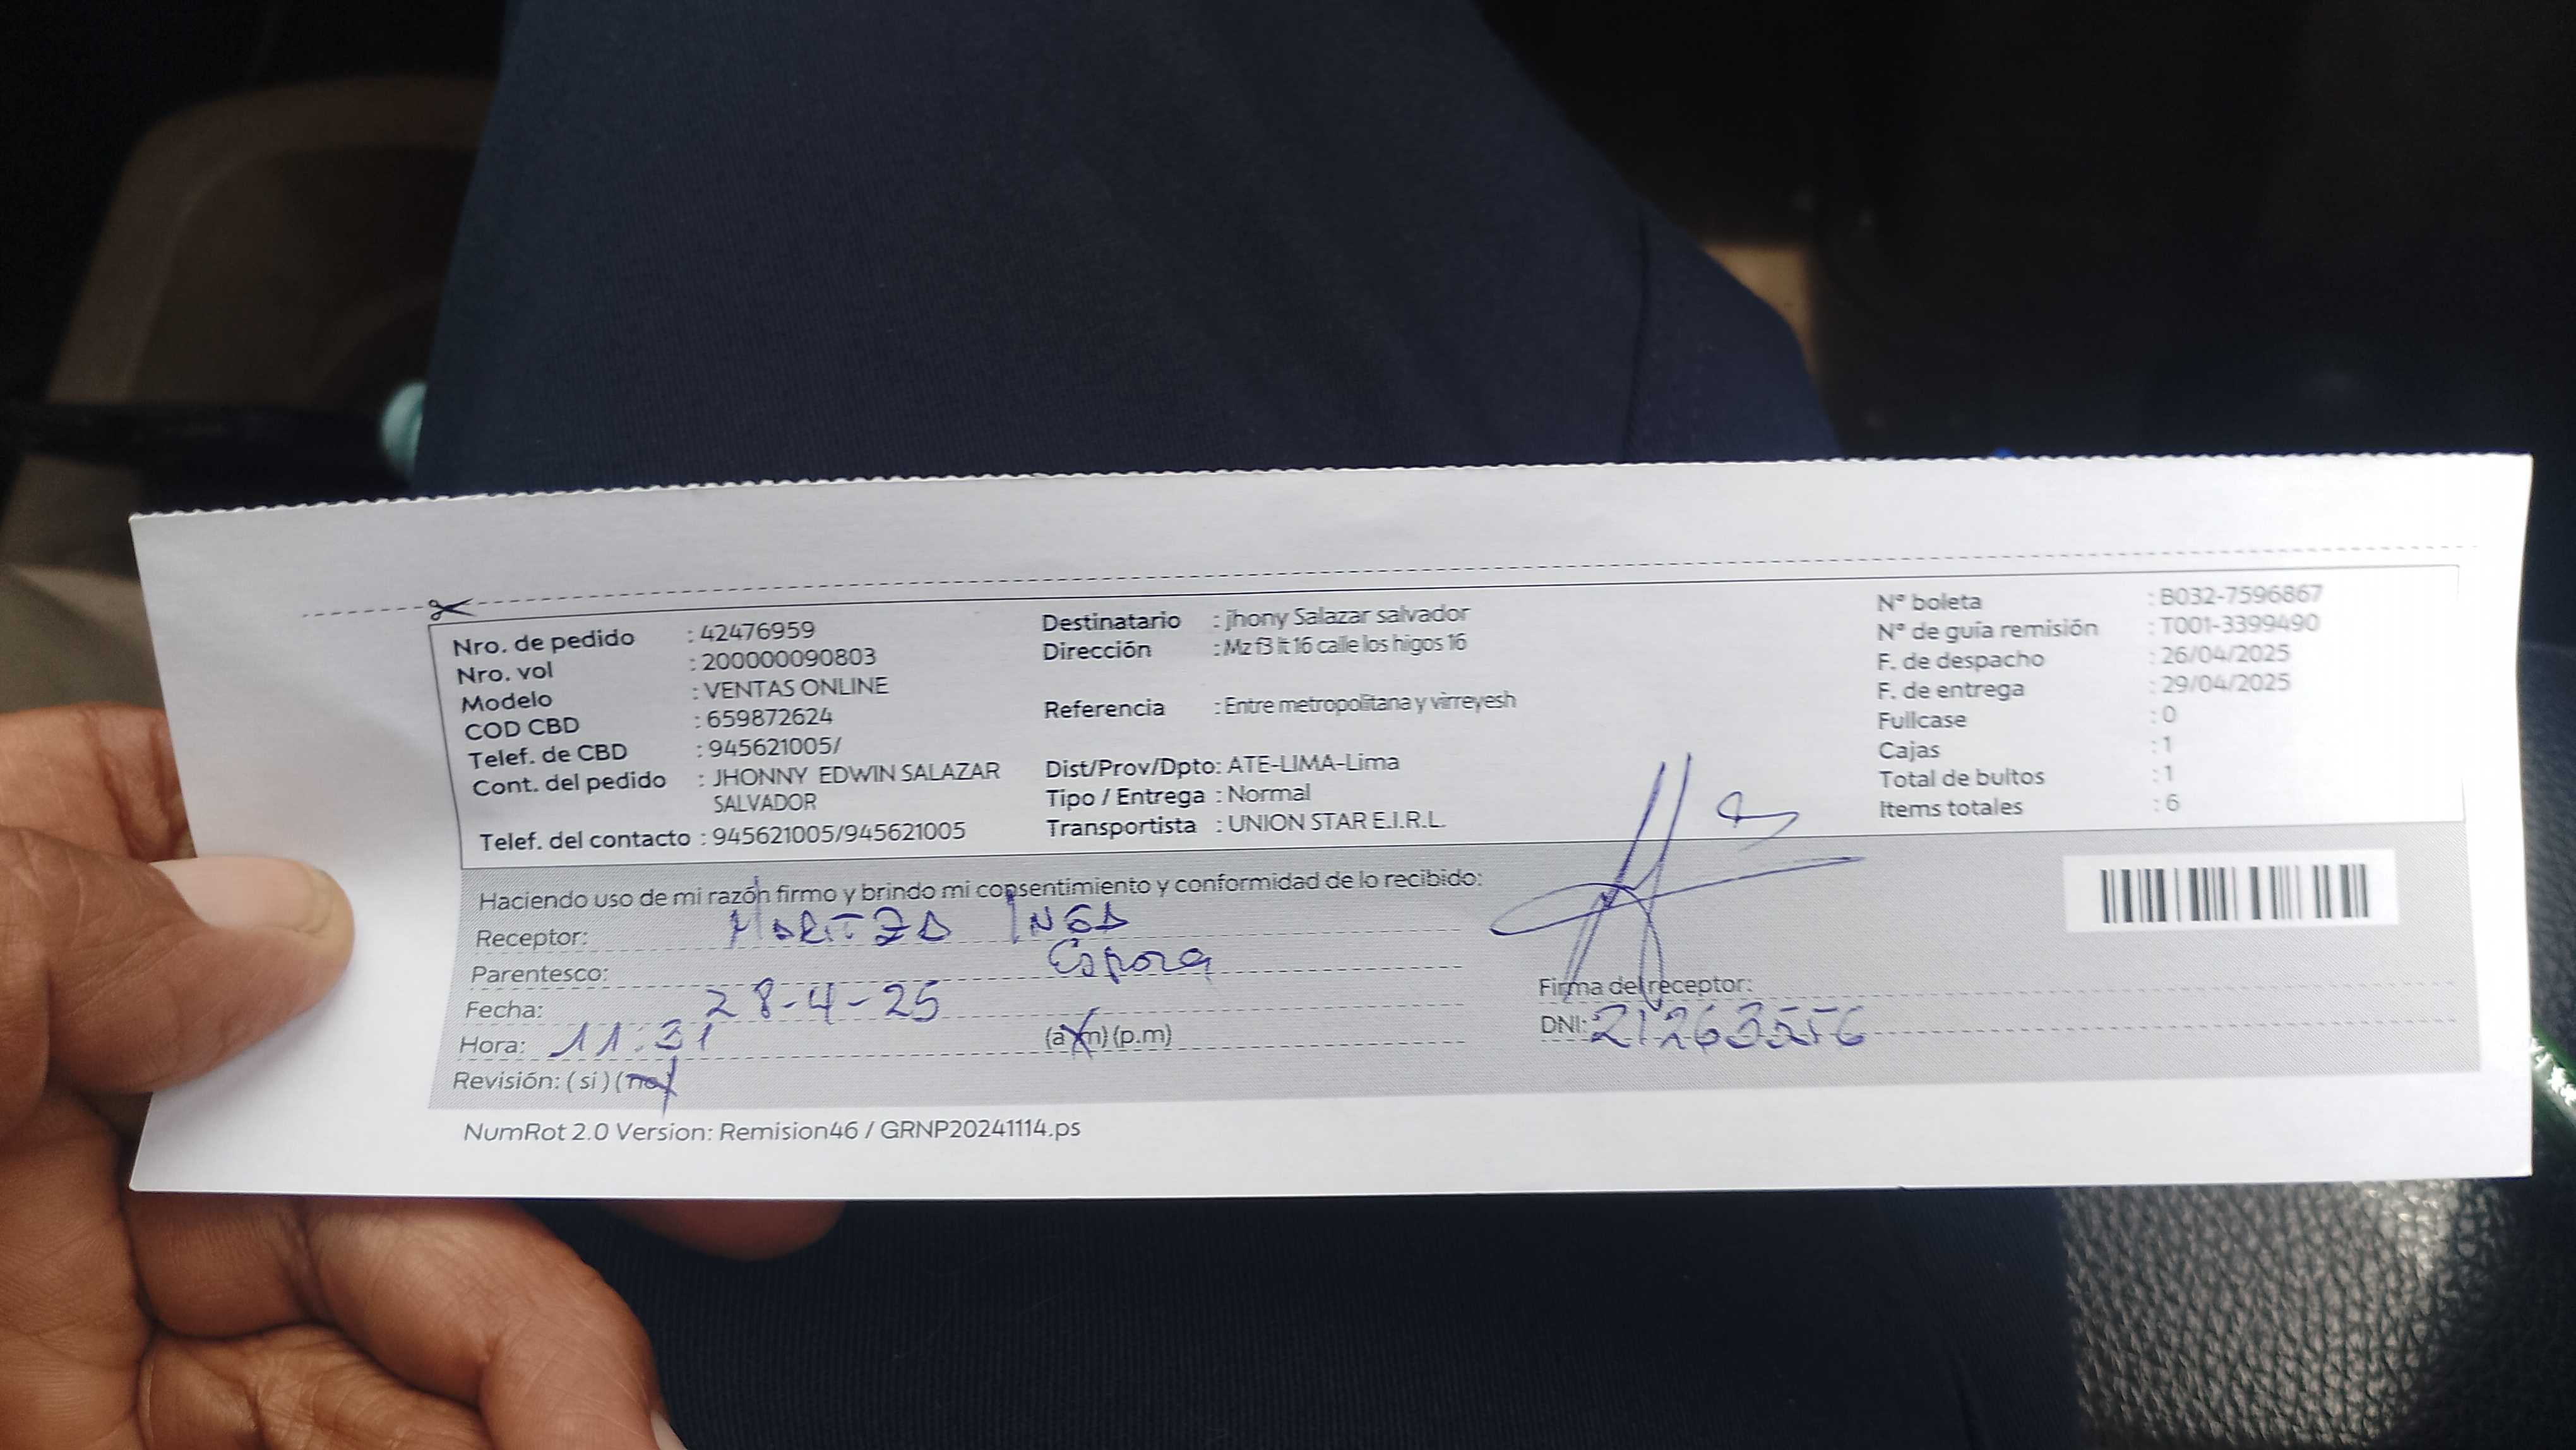 Nro. de pedido : 42476959
Nro. vol : 200000090803
Modelo : VENTAS ONLINE
COD CBD : 659872624
Telef. de CBD : 945621005/
Cont. del pedido : JHONNY EDWIN SALAZAR
SALVADOR
Telef. del contacto : 945621005/945621005
Destinatario : jhony Salazar salvador
Dirección : Mz f3 lt 16 calle los higos 16
Referencia : Entre metropolitana y virreyesh
Dist/Prov/Dpto: ATE-LIMA-Lima
Tipo / Entrega : Normal
Transportista : UNION STAR E.I.R.L.
N° boleta : B032-7596867
N° de guía remisión : T001-3399490
F. de despacho : 26/04/2025
F. de entrega : 29/04/2025
Fullcase : 0
Cajas : 1
Total de bultos : 1
Items totales : 6
Haciendo uso de mi razón firmo y brindo mi consentimiento y conformidad de lo recibido:
Receptor: MARITZA INGA
Parentesco: Espora
Fecha: 28-4-25
Hora: 11:31 (a.m) (p.m)
Revisión: ( si ) ( no )
Firma del receptor:
DNI: 21263556
NumRot 2.0 Version: Remision46 / GRNP20241114.ps